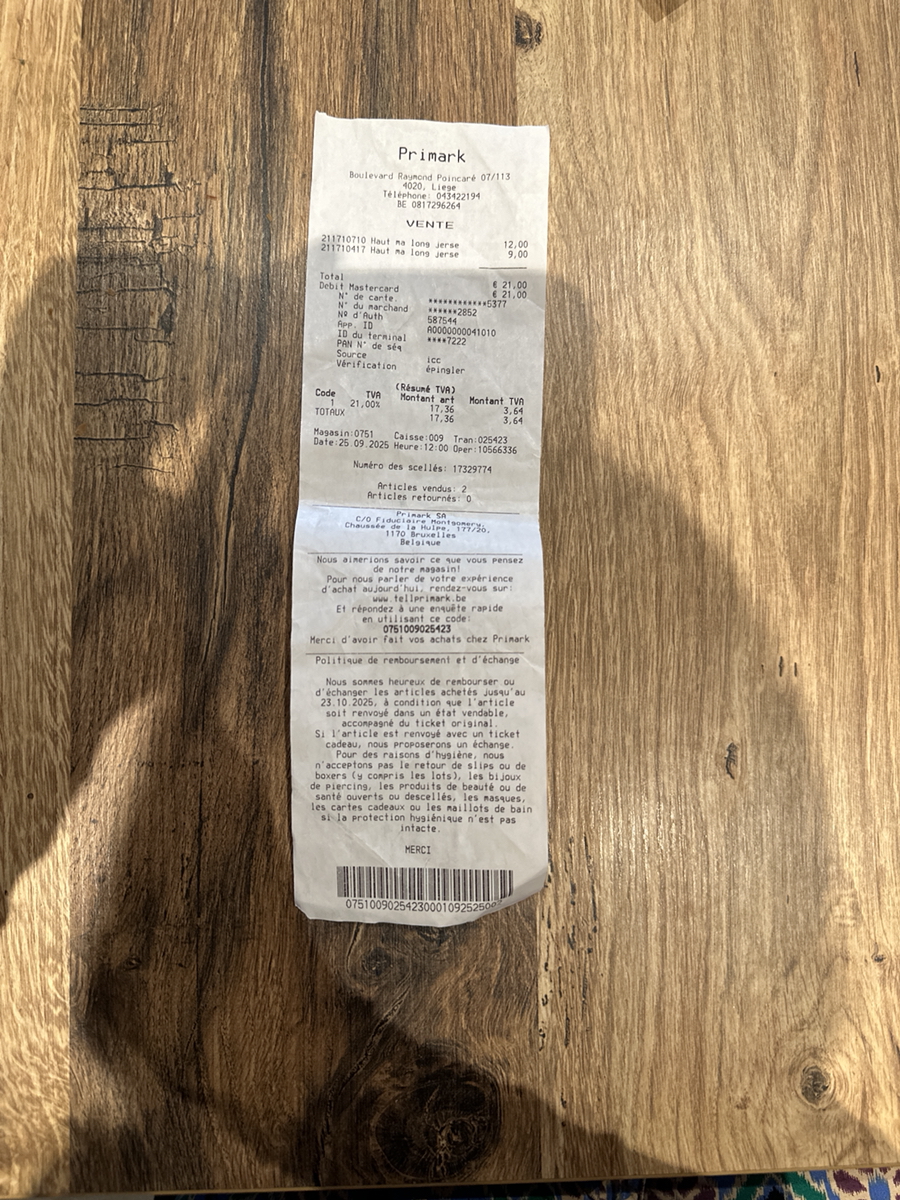 Primark
Boulevard Raymond Poincaré 07/113
4020, Liege
Téléphone: 043422194
BE 0817296264
VENTE
211710710 Haut ma long jerse 12,00
211710417 Haut ma long jerse 9,00
Total € 21,00
Debit Mastercard € 21,00
N° de carte. ************5377
N° du marchand ******2852
Nº d'Auth 587544
App. ID A0000000041010
ID du terminal ****7222
PAN N° de séq
Source icc
Vérification épingler
(Résumé TVA)
Code TVA Montant art Montant TVA
1 21,00% 17,36 3,64
TOTAUX 17,36 3,64
Magasin:0751 Caisse:009 Tran:025423
Date:25.09.2025 Heure:12:00 Oper:10566336
Numéro des scellés: 17329774
Articles vendus: 2
Articles retournés: 0
Primark SA
C/O Fiduciaire Montgomery,
Chaussée de la Hulpe, 177/20,
1170 Bruxelles
Belgique
Nous aimerions savoir ce que vous pensez
de notre magasin!
Pour nous parler de votre expérience
d'achat aujourd'hui, rendez-vous sur:
www.tellprimark.be
Et répondez à une enquête rapide
en utilisant ce code:
0751009025423
Merci d'avoir fait vos achats chez Primark
Politique de remboursement et d'échange
Nous sommes heureux de rembourser ou
d'échanger les articles achetés jusqu'au
23.10.2025, à condition que l'article
soit renvoyé dans un état vendable,
accompagné du ticket original.
Si l'article est renvoyé avec un ticket
cadeau, nous proposerons un échange.
Pour des raisons d'hygiène, nous
n'acceptons pas le retour de slips ou de
boxers (y compris les lots), les bijoux
de piercing, les produits de beauté ou de
santé ouverts ou descellés, les masques,
les cartes cadeaux ou les maillots de bain
si la protection hygiénique n'est pas
intacte.
MERCI